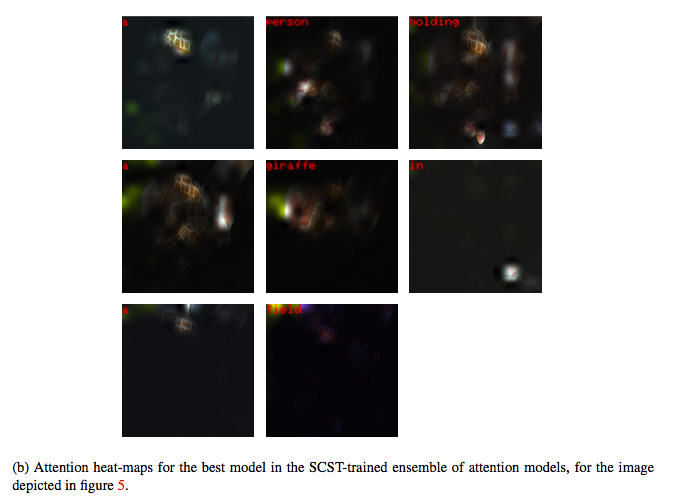 a
person
holding
a
giraffe
in
a
field
(b) Attention heat-maps for the best model in the SCST-trained ensemble of attention models, for the image
depicted in figure 5.